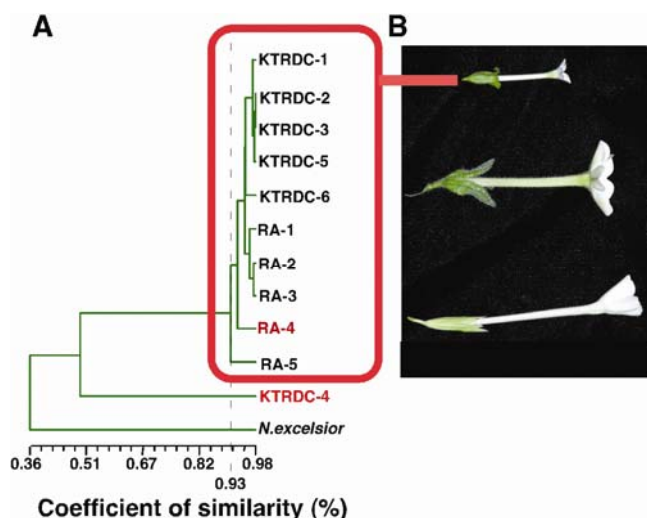 A
B
KTRDC-1
KTRDC-2
KTRDC-3
KTRDC-5
KTRDC-6
RA-1
RA-2
RA-3
RA-4
RA-5
KTRDC-4
N.excelsior
0.36 0.51 0.67 0.82 0.98
0.93
Coefficient of similarity (%)